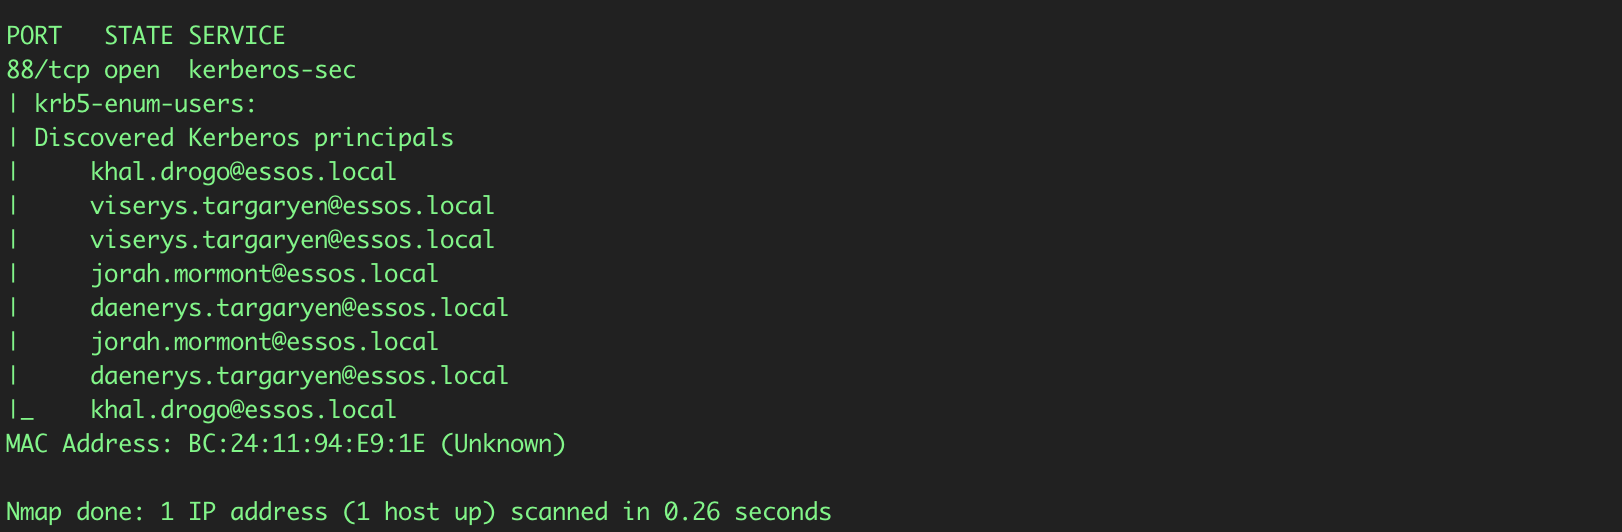 PORT   STATE SERVICE
88/tcp open  kerberos-sec
| krb5-enum-users:
| Discovered Kerberos principals
|     khal.drogo@essos.local
|     viserys.targaryen@essos.local
|     viserys.targaryen@essos.local
|     jorah.mormont@essos.local
|     daenerys.targaryen@essos.local
|     jorah.mormont@essos.local
|     daenerys.targaryen@essos.local
|_    khal.drogo@essos.local
MAC Address: BC:24:11:94:E9:1E (Unknown)

Nmap done: 1 IP address (1 host up) scanned in 0.26 seconds